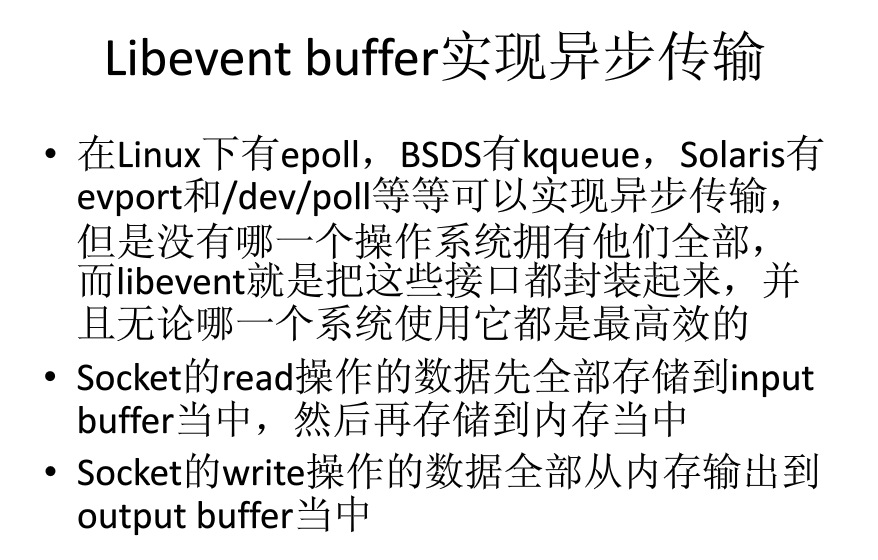 Libevent buffer实现异步传输
• 在Linux下有epoll，BSDS有kqueue，Solaris有
evport和/dev/poll等等可以实现异步传输，
但是没有哪一个操作系统拥有他们全部，
而libevent就是把这些接口都封装起来，并
且无论哪一个系统使用它都是最高效的
• Socket的read操作的数据先全部存储到input
buffer当中，然后再存储到内存当中
• Socket的write操作的数据全部从内存输出到
output buffer当中